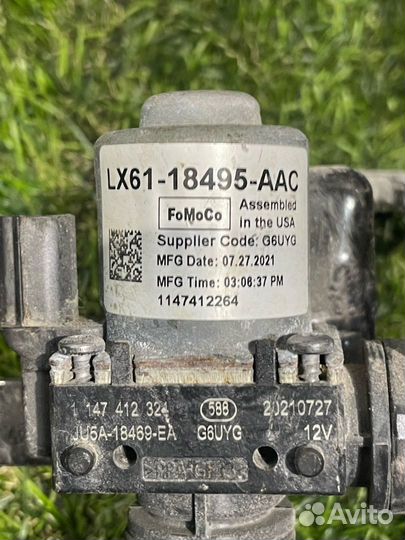 LX61-18495-AAC
FoMoCo
Assembled
in the USA
Supplier Code: G6UYG
MFG Date: 07.27.2021
MFG Time: 03:06:37 PM
1147412264
1 147 412 324
588
20210727
JU5A-18469-EA
G6UYG
12V
Avito